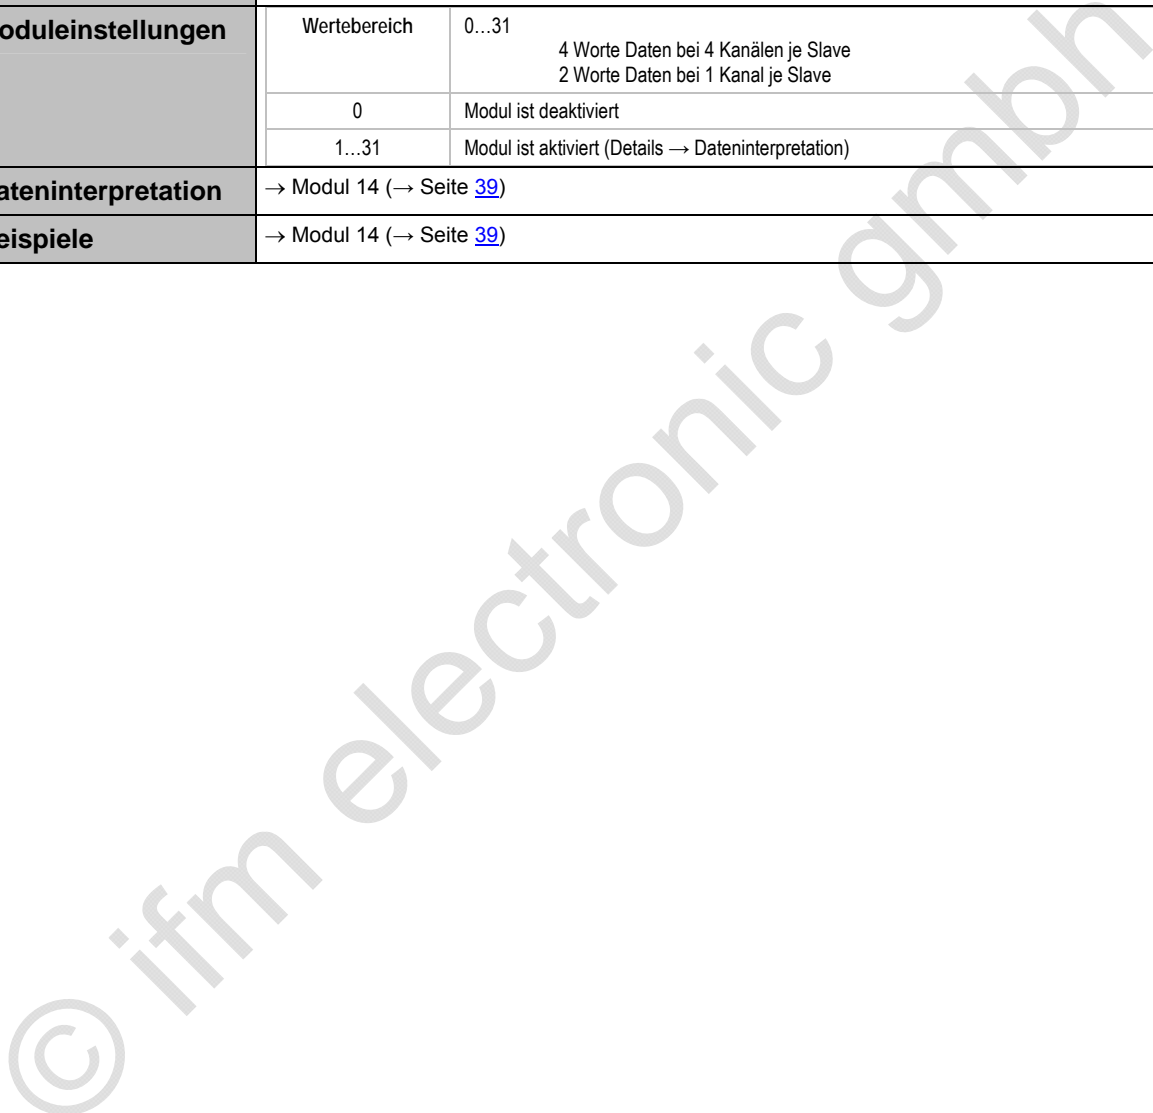 oduleinstellungen
Wertebereich 0…31
4 Worte Daten bei 4 Kanälen je Slave
2 Worte Daten bei 1 Kanal je Slave
0 Modul ist deaktiviert
1…31 Modul ist aktiviert (Details → Dateninterpretation)
ateninterpretation → Modul 14 (→ Seite 39)
eispiele → Modul 14 (→ Seite 39)
© ifm electronic gmbh